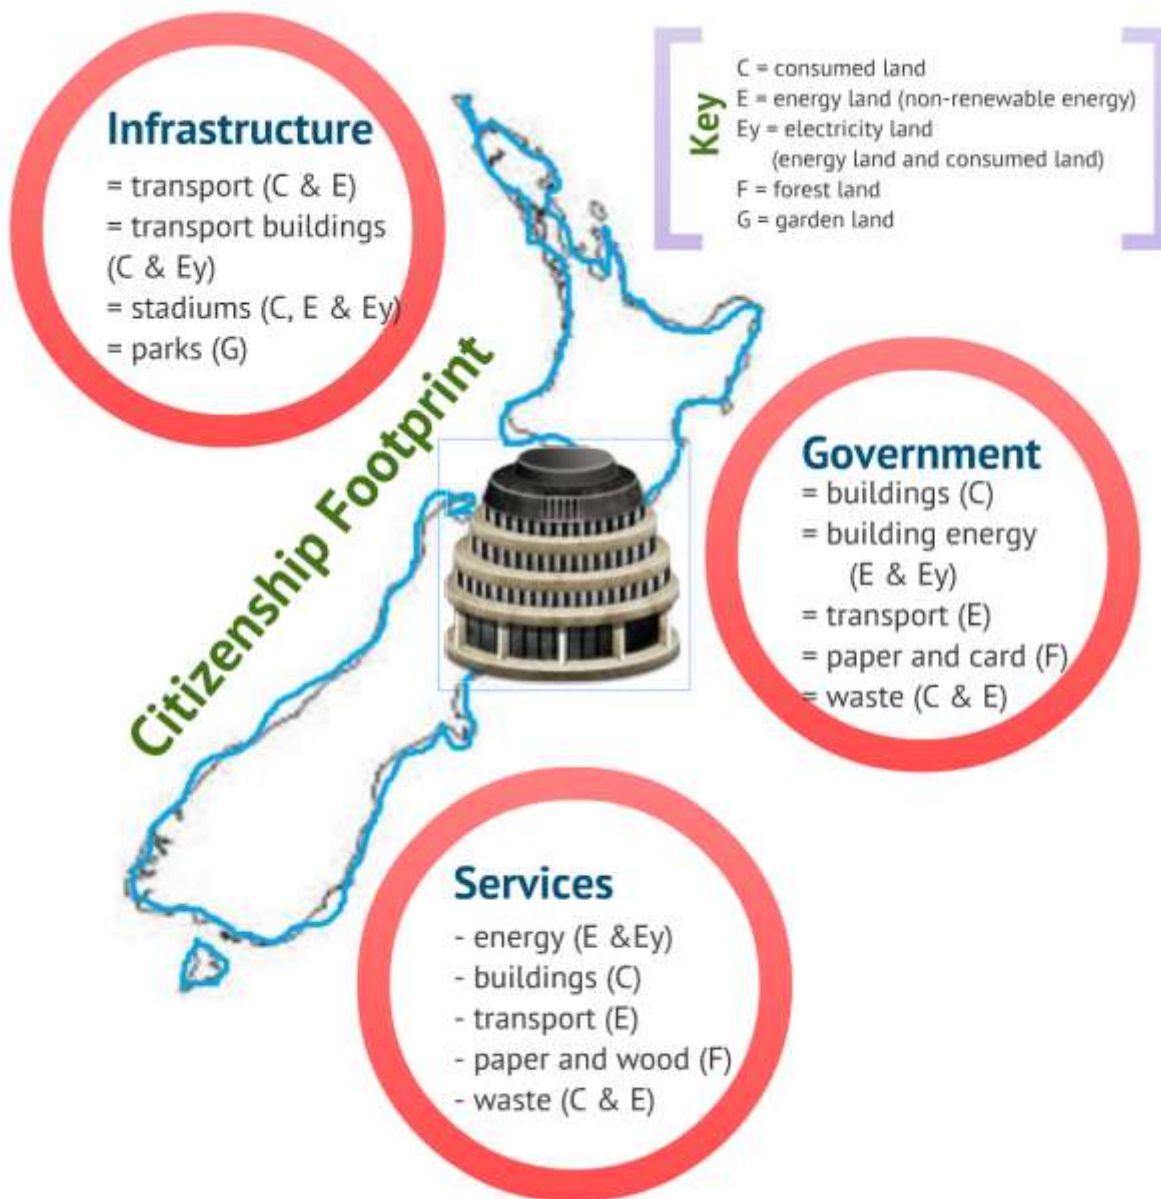 Infrastructure
= transport (C & E)
= transport buildings
(C & Ey)
= stadiums (C, E & Ey)
= parks (G)
Key
C = consumed land
E = energy land (non-renewable energy)
Ey = electricity land
(energy land and consumed land)
F = forest land
G = garden land
Citizenship Footprint
Government
= buildings (C)
= building energy
(E & Ey)
= transport (E)
= paper and card (F)
= waste (C & E)
Services
- energy (E &Ey)
- buildings (C)
- transport (E)
- paper and wood (F)
- waste (C & E)